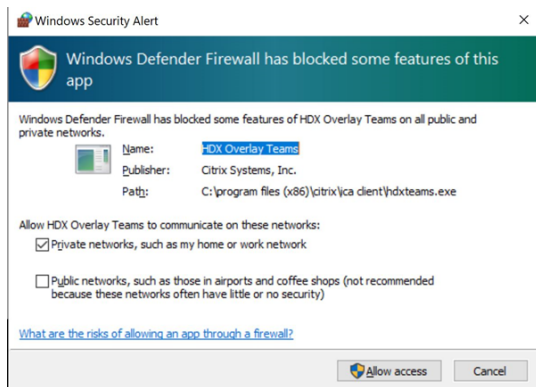 Windows Security Alert
Windows Defender Firewall has blocked some features of this
app
Windows Defender Firewall has blocked some features of HDX Overlay Teams on all public and
private networks.
Name: HDX Overlay Teams
Publisher: Citrix Systems, Inc.
Path: C:\program files (x86)\citrix\ica client\hdxteams.exe
Allow HDX Overlay Teams to communicate on these networks:
Private networks, such as my home or work network
Public networks, such as those in airports and coffee shops (not recommended
because these networks often have little or no security)
What are the risks of allowing an app through a firewall?
Allow access Cancel